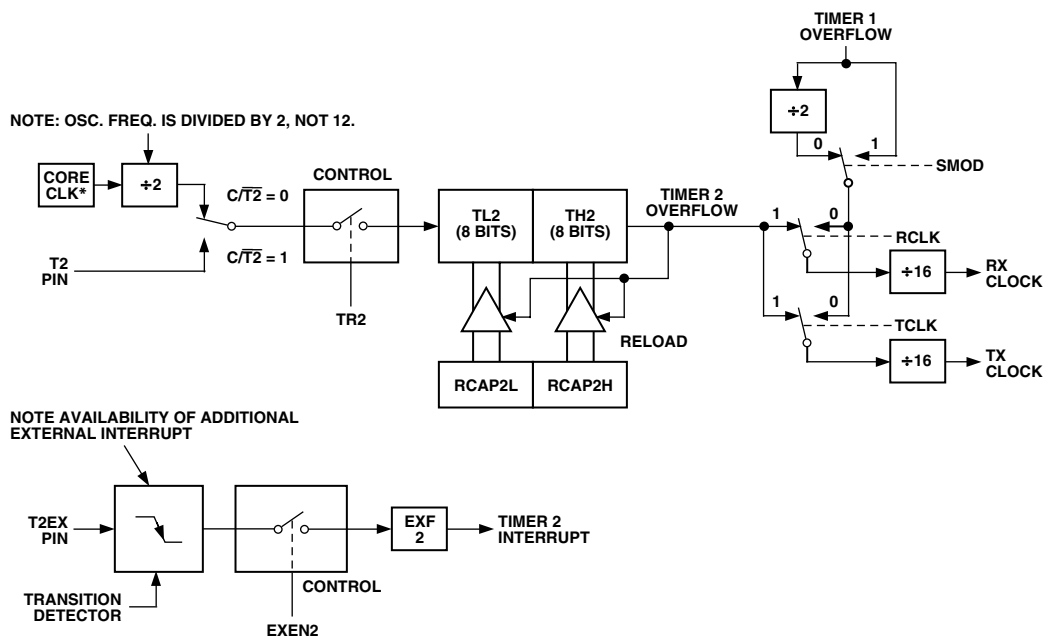 TIMER 1
OVERFLOW
÷2
0 1
SMOD
NOTE: OSC. FREQ. IS DIVIDED BY 2, NOT 12.
CORE
CLK*
÷2
C/T̅2̅ = 0
C/T̅2̅ = 1
T2
PIN
CONTROL
TR2
TL2
(8 BITS)
TH2
(8 BITS)
TIMER 2
OVERFLOW
RELOAD
RCAP2L
RCAP2H
1 0
RCLK
÷16
RX
CLOCK
1 0
TCLK
÷16
TX
CLOCK
NOTE AVAILABILITY OF ADDITIONAL
EXTERNAL INTERRUPT
T2EX
PIN
TRANSITION
DETECTOR
CONTROL
EXEN2
EXF
2
TIMER 2
INTERRUPT